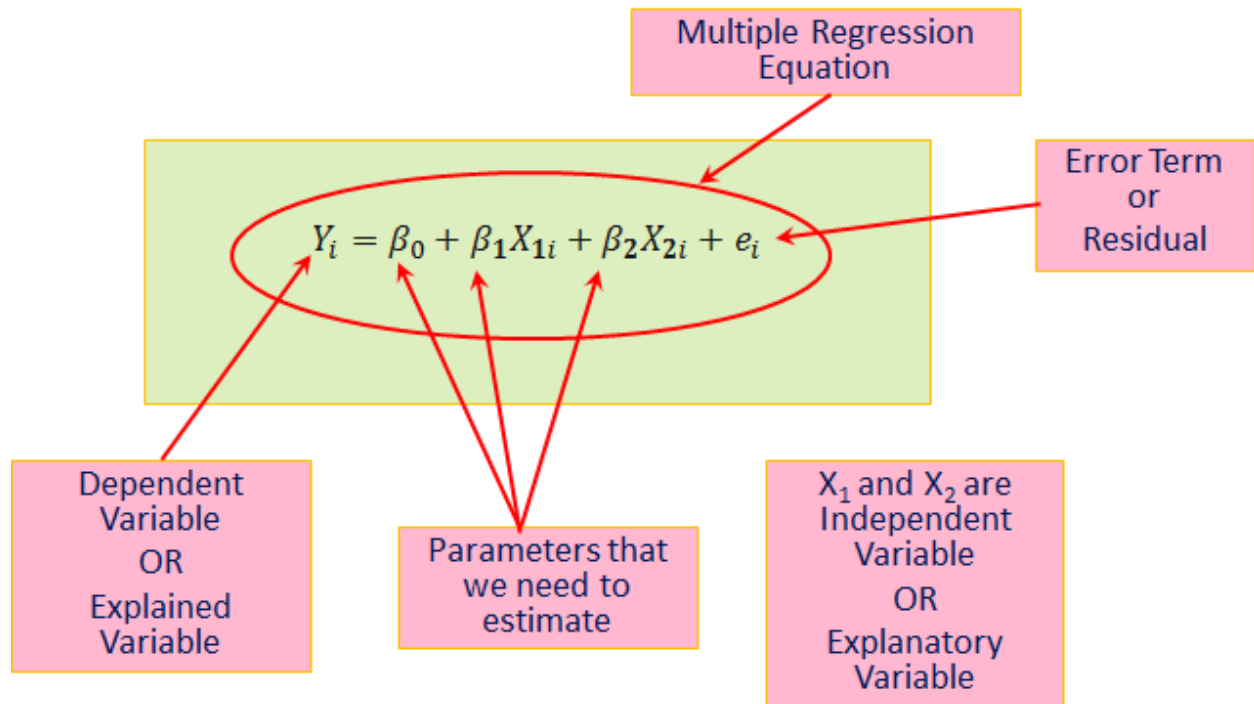 Multiple Regression
Equation
Error Term
or
Residual
Yᵢ = β₀ + β₁X₁ᵢ + β₂X₂ᵢ + eᵢ
Dependent
Variable
OR
Explained
Variable
Parameters that
we need to
estimate
X₁ and X₂ are
Independent
Variable
OR
Explanatory
Variable